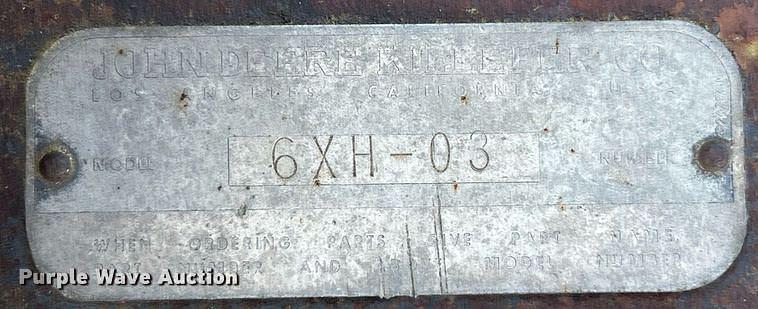 JOHN DEERE KILLEFER CO
LOS ANGELES, CALIFORNIA, U.S.A.
MODEL 6XH-03 NUMBER
WHEN ORDERING PARTS GIVE PART NAME,
PART NUMBER AND MODEL NUMBER
Purple Wave Auction